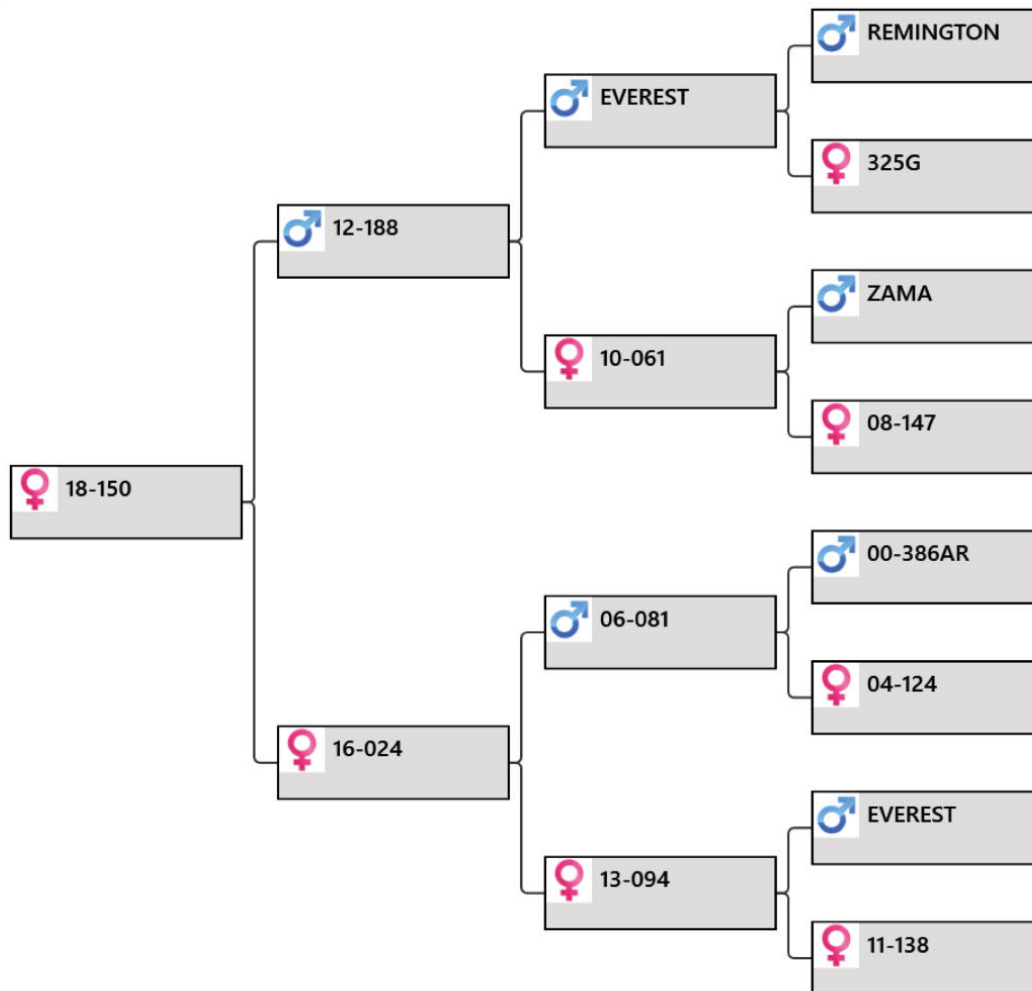 REMINGTON
EVEREST
325G
12-188
ZAMA
10-061
08-147
18-150
00-386AR
06-081
04-124
16-024
EVEREST
13-094
11-138